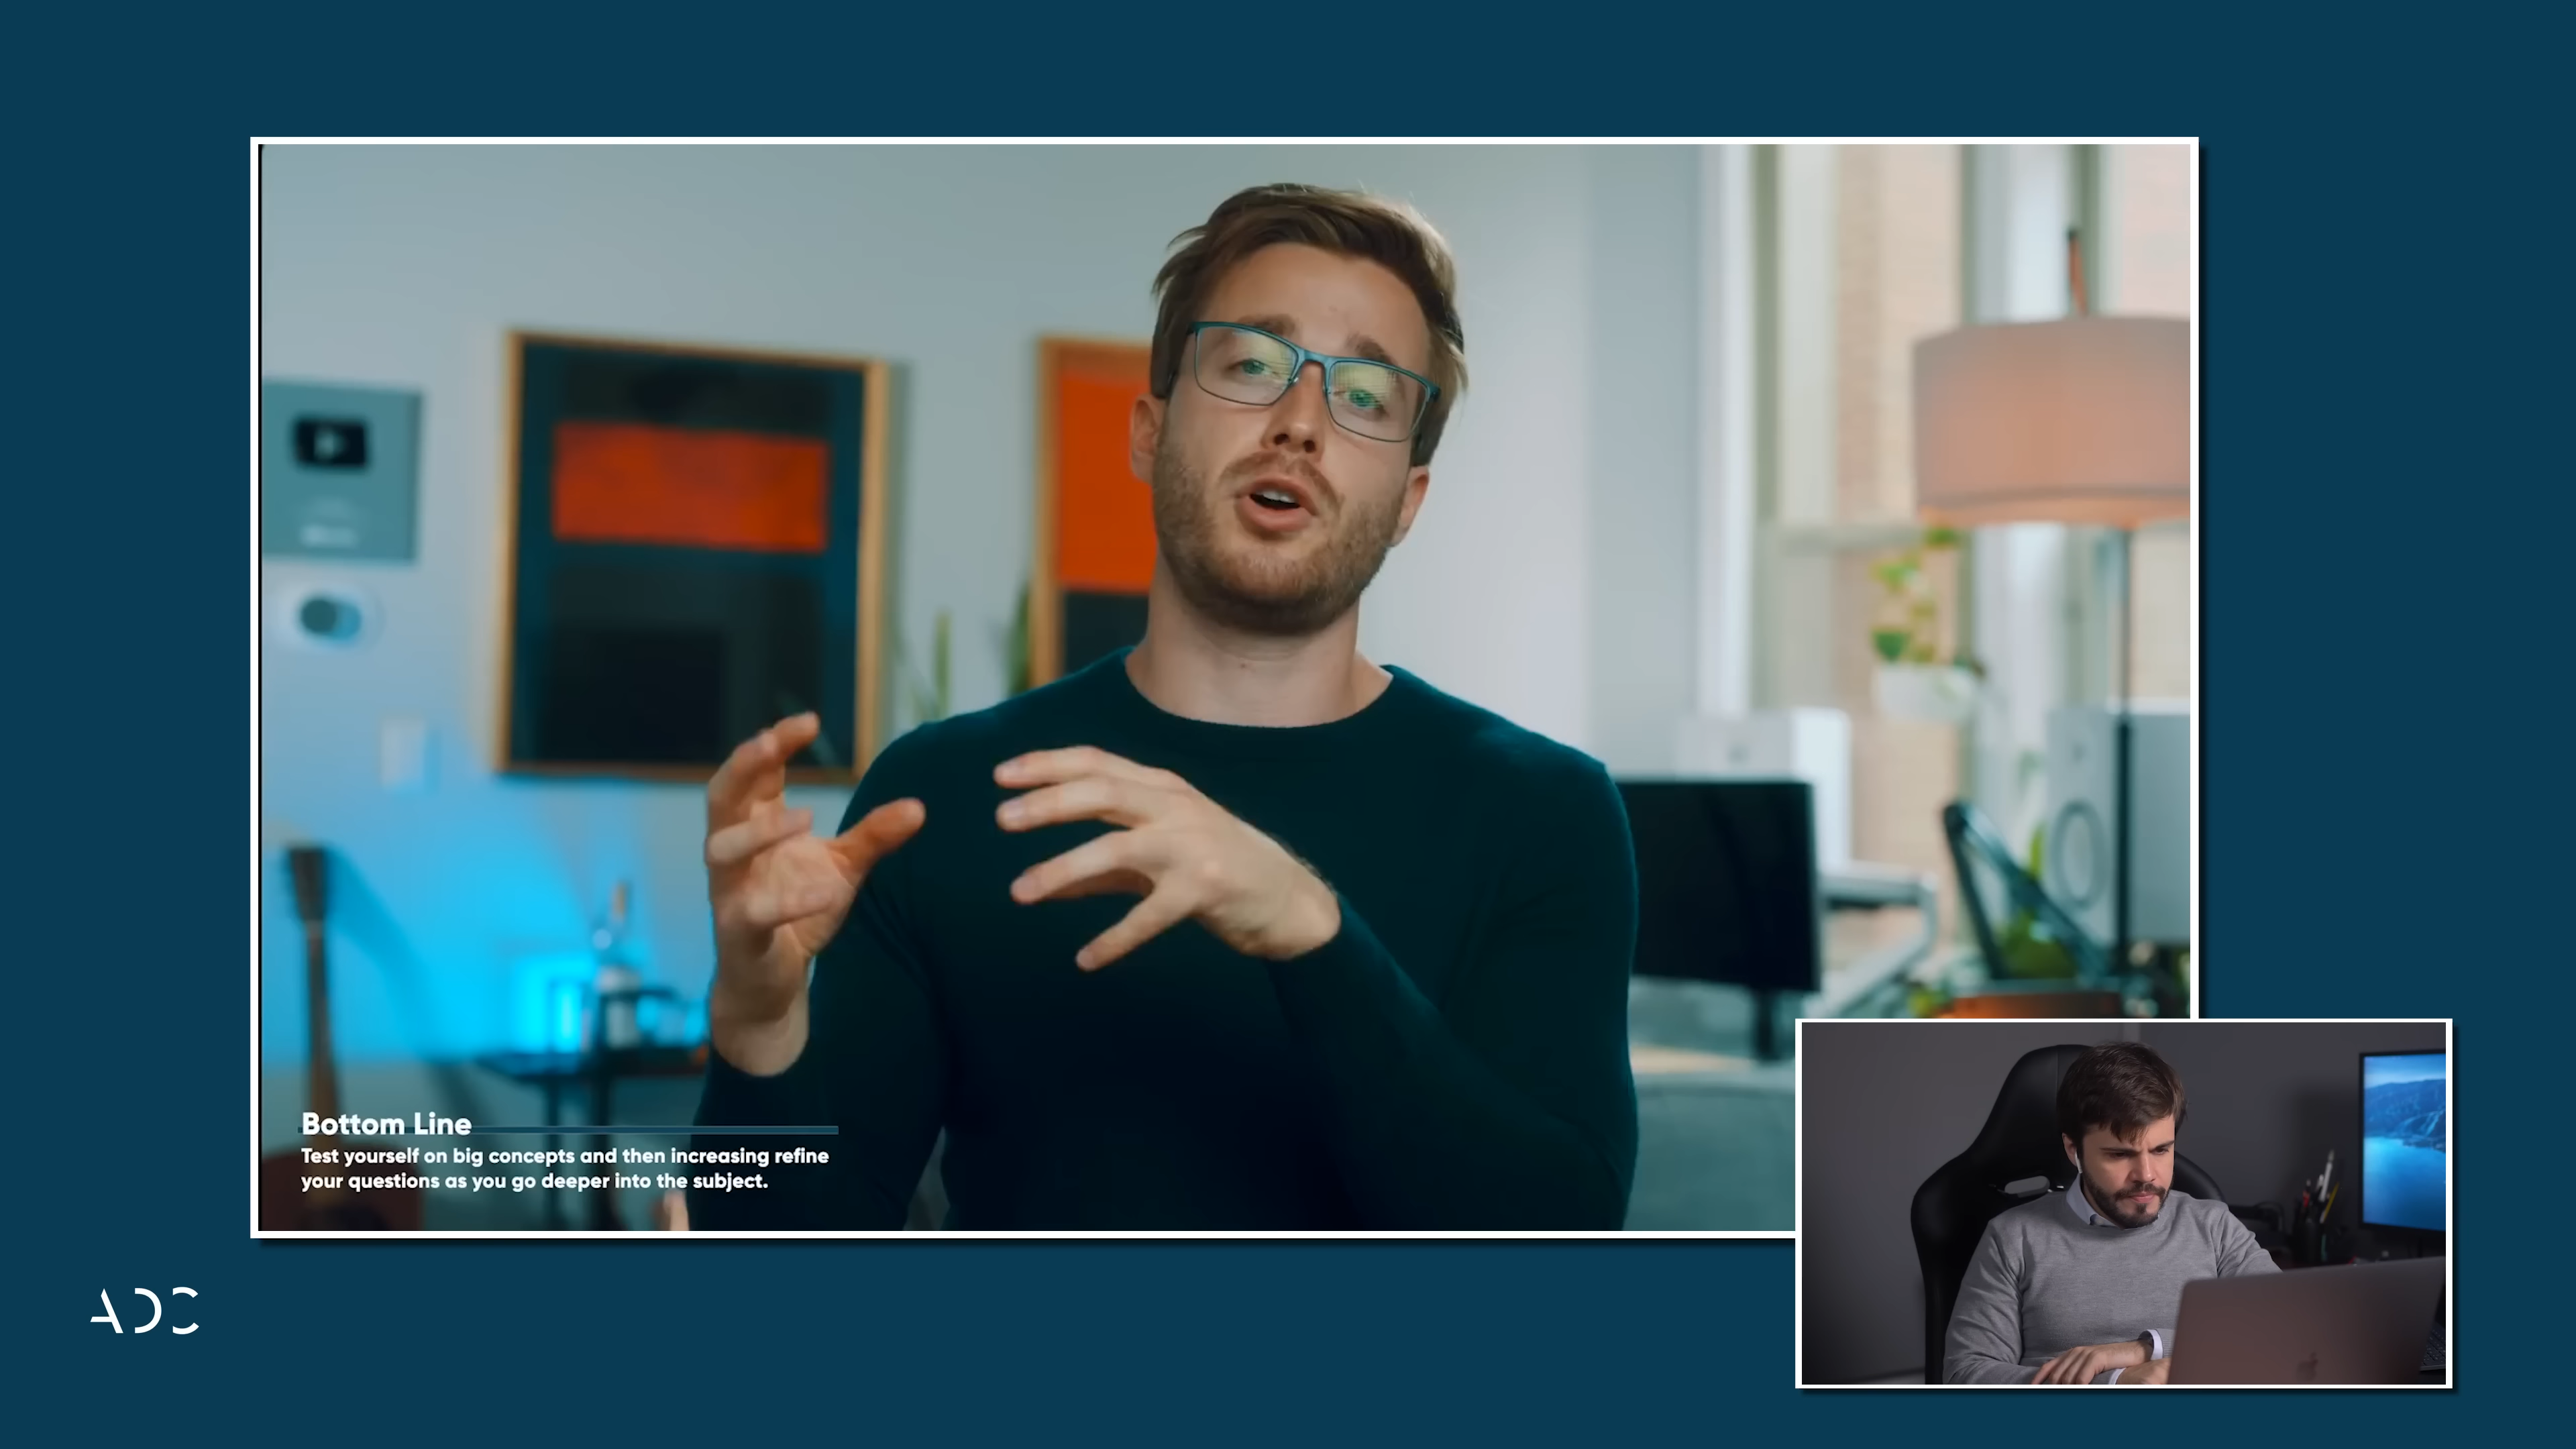 Bottom Line
Test yourself on big concepts and then increasing refine
your questions as you go deeper into the subject.
ADC